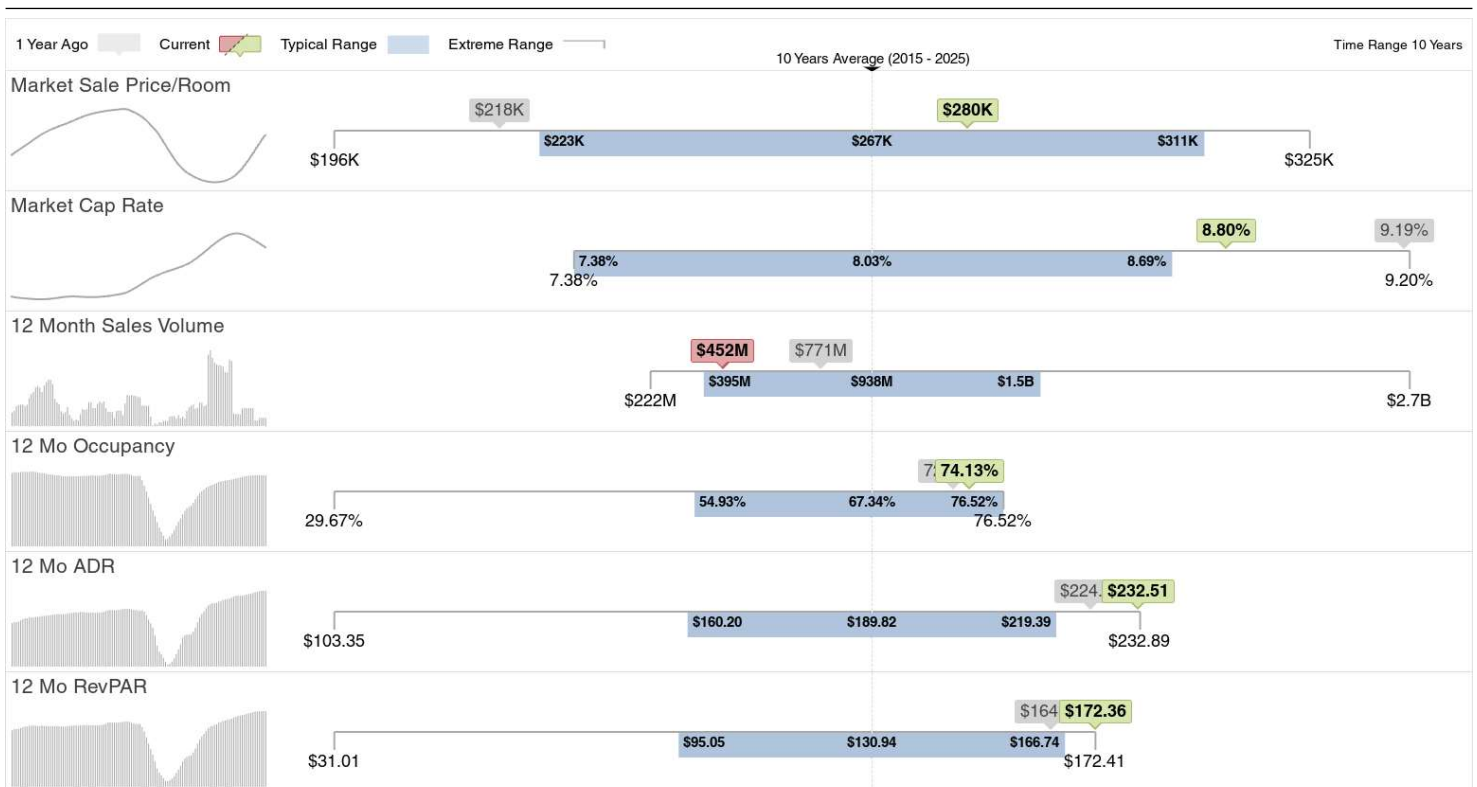 1 Year Ago Current Typical Range Extreme Range Time Range 10 Years
10 Years Average (2015 - 2025)
Market Sale Price/Room
$218K $280K
$223K $267K $311K
$196K $325K
Market Cap Rate
8.80% 9.19%
7.38% 8.03% 8.69%
7.38% 9.20%
12 Month Sales Volume
$452M $771M
$395M $938M $1.5B
$222M $2.7B
12 Mo Occupancy
74.13%
54.93% 67.34% 76.52%
29.67% 76.52%
12 Mo ADR
$224. $232.51
$160.20 $189.82 $219.39
$103.35 $232.89
12 Mo RevPAR
$164 $172.36
$95.05 $130.94 $166.74
$31.01 $172.41